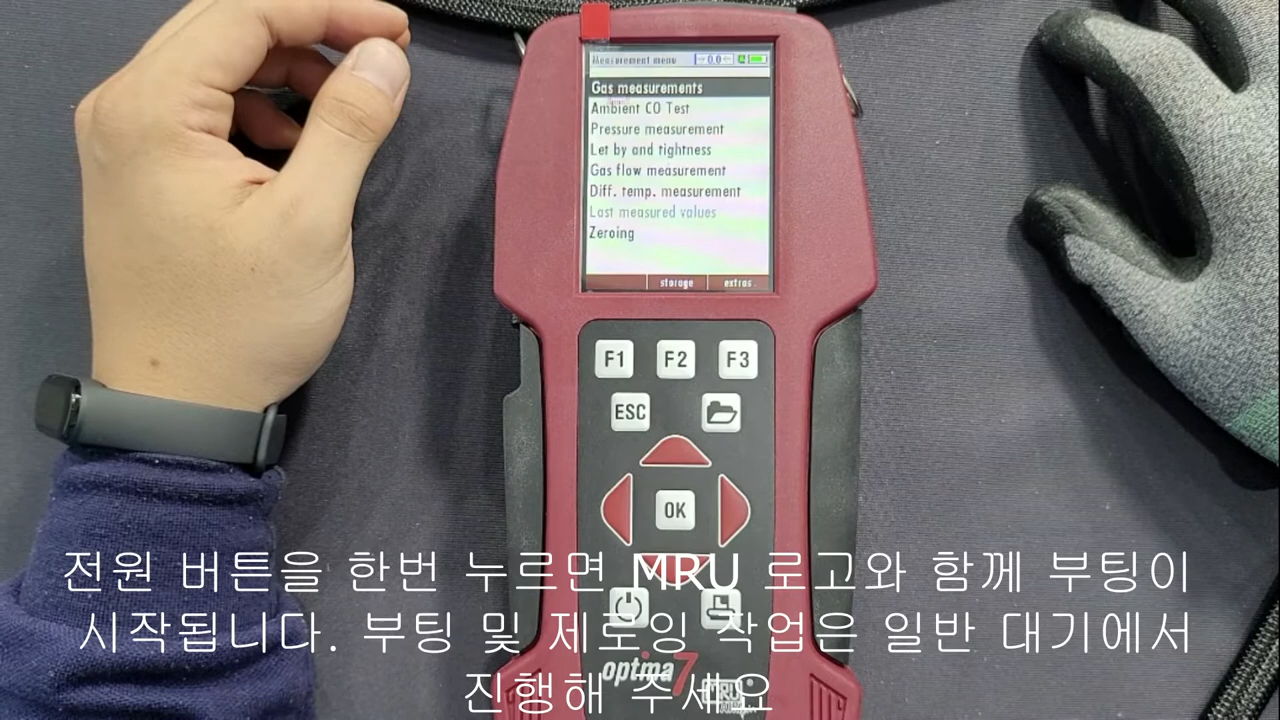 Measurement menu
0.0
Gas measurements
Ambient CO Test
Pressure measurement
Let by and tightness
Gas flow measurement
Diff. temp. measurement
Last measured values
Zeroing
storage extras
F1 F2 F3
ESC
OK
전원 버튼을 한번 누르면 MRU 로고와 함께 부팅이
시작됩니다. 부팅 및 제로잉 작업은 일반 대기에서
진행해 주세요
optima7
MRU